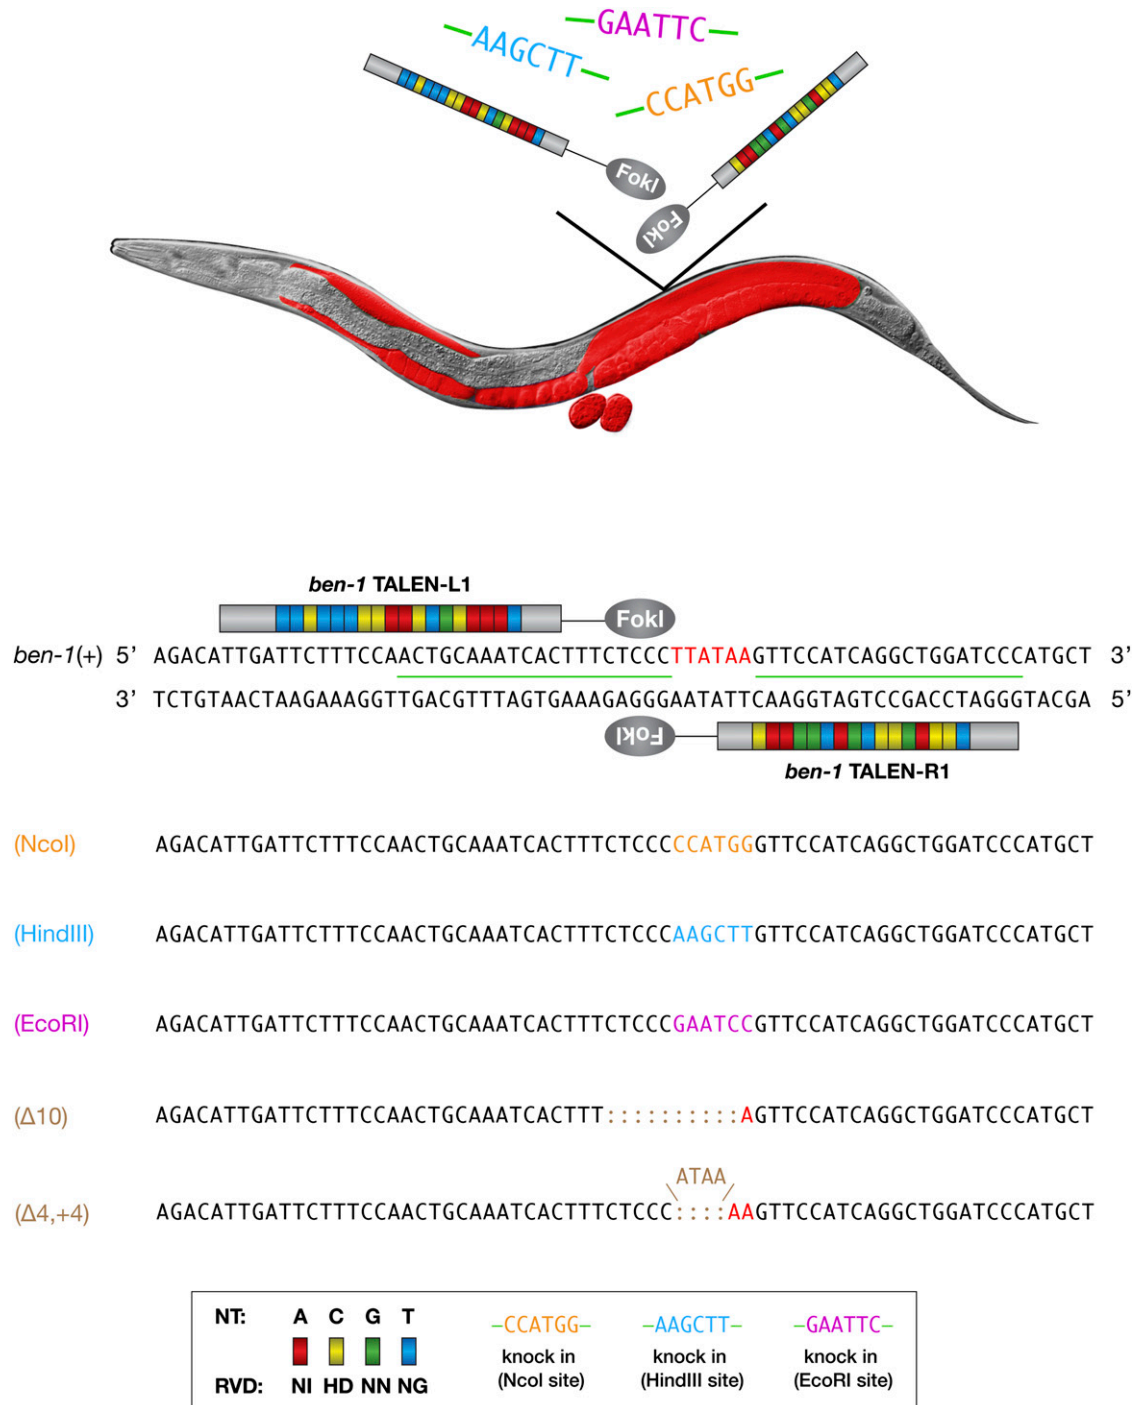 GAATTC
AAGCTT
CCATGG
FokI
FokI
ben-1 TALEN-L1
FokI
ben-1(+) 5’ AGACATTGATTCTTTCCAACTGCAAATCACTTTCTCCCTTATAAGTTCCATCAGGCTGGATCCCATGCT 3’
3’ TCTGTAACTAAGAAAGGTTGACGTTTAGTGAAAGAGGGAATATTCAAGGTAGTCCGACCTAGGGTACGA 5’
FokI
ben-1 TALEN-R1
(NcoI) AGACATTGATTCTTTCCAACTGCAAATCACTTTCTCCCCCATGGGTTCCATCAGGCTGGATCCCATGCT
(HindIII) AGACATTGATTCTTTCCAACTGCAAATCACTTTCTCCCAAGCTTGTTCCATCAGGCTGGATCCCATGCT
(EcoRI) AGACATTGATTCTTTCCAACTGCAAATCACTTTCTCCCGAATCCGTTCCATCAGGCTGGATCCCATGCT
(Δ10) AGACATTGATTCTTTCCAACTGCAAATCACTTT::::::::::AGTTCCATCAGGCTGGATCCCATGCT
ATAA
(Δ4,+4) AGACATTGATTCTTTCCAACTGCAAATCACTTTCTCCC::::AAGTTCCATCAGGCTGGATCCCATGCT
NT: A C G T
RVD: NI HD NN NG
–CCATGG–
knock in
(NcoI site)
–AAGCTT–
knock in
(HindIII site)
–GAATTC–
knock in
(EcoRI site)